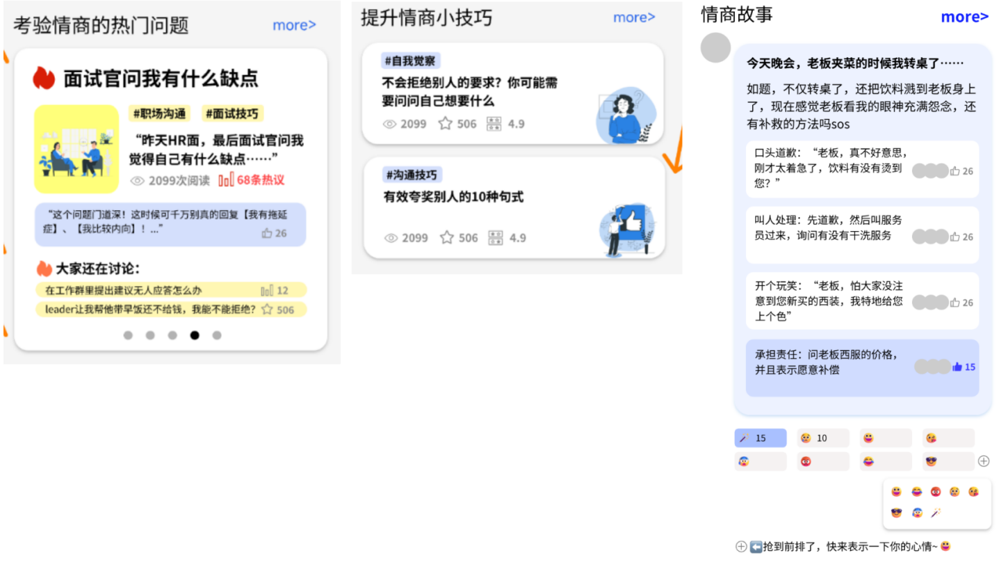 考验情商的热门问题
more>
面试官问我有什么缺点
#职场沟通 #面试技巧
“昨天HR面，最后面试官问我
觉得自己有什么缺点······”
2099次阅读 68条热议
“这个问题门道深！这时候可千万别真的回复【我有拖延
症】、【我比较内向】！...”
26
大家还在讨论：
在工作群里提出建议无人应答怎么办 12
leader让我帮他带早饭还不给钱，我能不能拒绝？ 506
提升情商小技巧
more>
#自我觉察
不会拒绝别人的要求？你可能需
要问问自己想要什么
2099 506 4.9
#沟通技巧
有效夸奖别人的10种句式
2099 506 4.9
情商故事
more>
今天晚会，老板夹菜的时候我转桌了······
如题，不仅转桌了，还把饮料溅到老板身上
了，现在感觉老板看我的眼神充满怨念，还
有补救的方法吗sos
口头道歉：“老板，真不好意思，
刚才太着急了，饮料有没有烫到
您？”
26
叫人处理：先道歉，然后叫服务
员过来，询问有没有干洗服务
26
开个玩笑：“老板，怕大家没注
意到您新买的西装，我特地给您
上个色”
26
承担责任：问老板西服的价格，
并且表示愿意补偿
15
15 10
抢到前排了，快来表示一下你的心情~